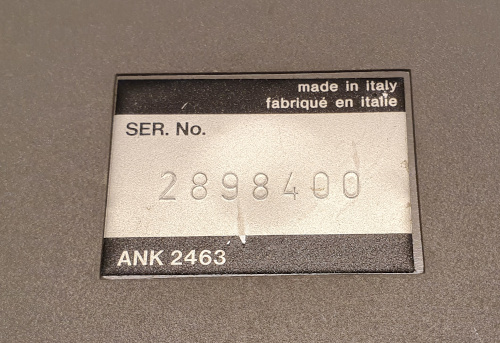 made in italy
fabriqué en italie
SER. No.
2898400
ANK 2463